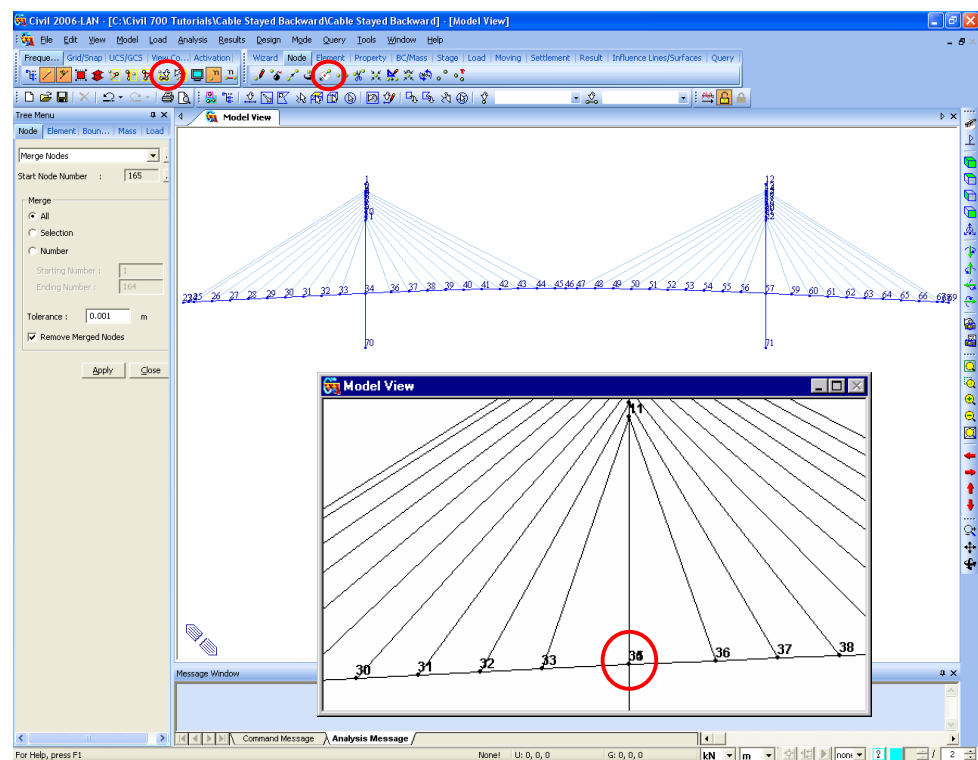 Civil 2006-LAN - [C:\Civil 700 Tutorials\Cable Stayed Backward\Cable Stayed Backward] - [Model View]
File Edit View Model Load Analysis Results Design Mode Query Tools Window Help
Freque... Grid/Snap UCS/GCS View Co... Activation Wizard Node Element Property BC/Mass Stage Load Moving Settlement Result Influence Lines/Surfaces Query
Tree Menu
Model View
Node Element Boun... Mass Load
Merge Nodes
Start Node Number : 165
Merge
All
Selection
Number
Starting Number : 1
Ending Number : 164
Tolerance : 0.001 m
Remove Merged Nodes
Apply Close
1 12
26 27 28 29 30 31 32 33 34 36 37 38 39 40 41 42 43 44 45 46 47 48 49 50 51 52 53 54 55 56 57 59 60 61 62 63 64 65 66
70 71
Model View
11
30 31 32 33 36 37 38
Message Window
Command Message Analysis Message
For Help, press F1
None! U: 0, 0, 0 G: 0, 0, 0 kN m none ? / 2